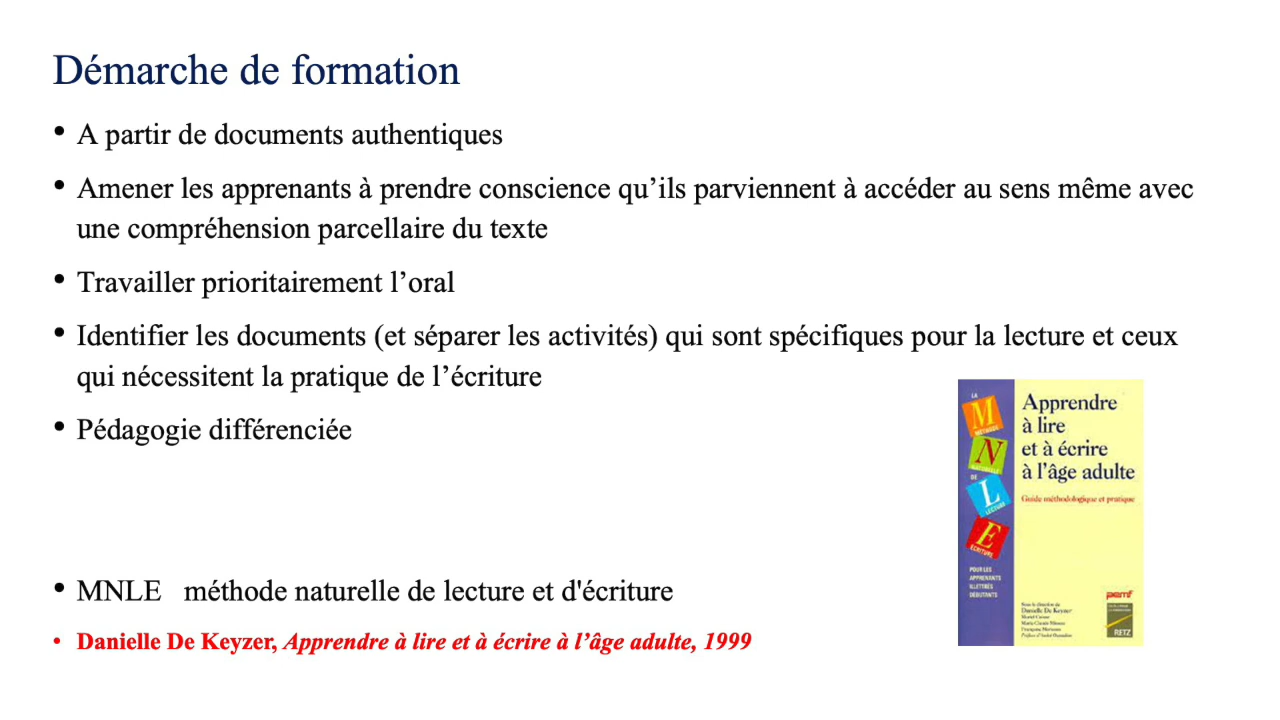 Démarche de formation
• A partir de documents authentiques
• Amener les apprenants à prendre conscience qu’ils parviennent à accéder au sens même avec
une compréhension parcellaire du texte
• Travailler prioritairement l’oral
• Identifier les documents (et séparer les activités) qui sont spécifiques pour la lecture et ceux
qui nécessitent la pratique de l’écriture
• Pédagogie différenciée
LA
M
MÉTHODE
N
NATURELLE
DE
L
LECTURE
E
ÉCRITURE
POUR LES
APPRENANTS
ILLETTRÉS
DÉBUTANTS
Apprendre
à lire
et à écrire
à l’âge adulte
Guide méthodologique et pratique
Sous la direction de
Danielle De Keyzer
pemf
RETZ
• MNLE méthode naturelle de lecture et d'écriture
• Danielle De Keyzer, Apprendre à lire et à écrire à l’âge adulte, 1999